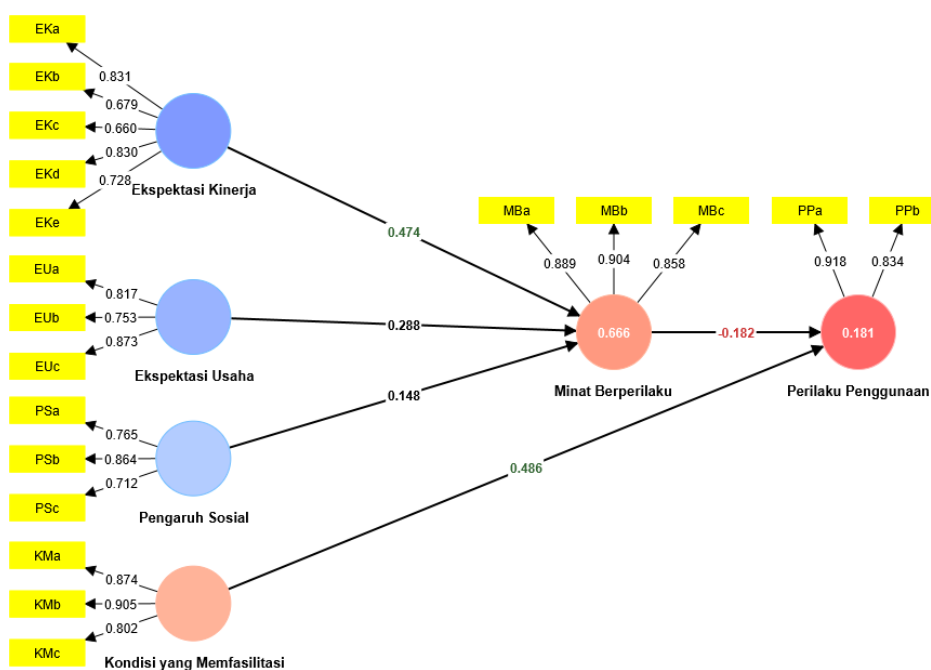 EKa
0.831
EKb
0.679
EKc
0.660
EKd
0.830
EKe
0.728
Ekspektasi Kinerja
0.474
EUa
0.817
EUb
0.753
EUc
0.873
Ekspektasi Usaha
0.288
PSa
0.765
PSb
0.864
PSc
0.712
Pengaruh Sosial
0.148
KMa
0.874
KMb
0.905
KMc
0.802
Kondisi yang Memfasilitasi
0.486
MBa
MBb
MBc
0.889
0.904
0.858
0.666
Minat Berperilaku
-0.182
PPa
PPb
0.918
0.834
0.181
Perilaku Penggunaan